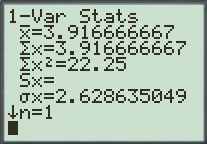 1-Var Stats
x̄=3.916666667
Σx=3.916666667
Σx²=22.25
Sx=
σx=2.628635049
↓n=1